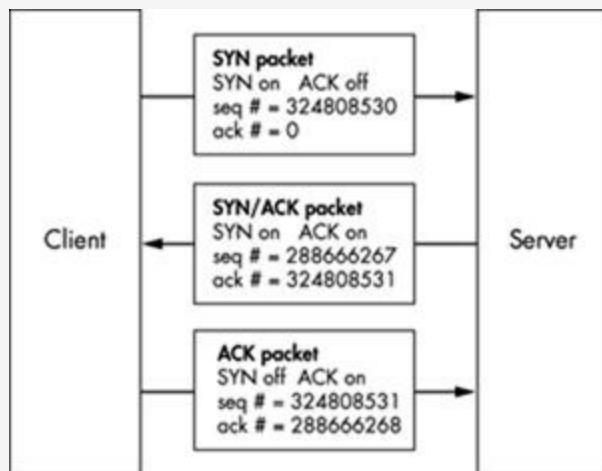 SYN packet
SYN on ACK off
seq # = 324808530
ack # = 0
Client
SYN/ACK packet
SYN on ACK on
seq # = 288666267
ack # = 324808531
Server
ACK packet
SYN off ACK on
seq # = 324808531
ack # = 288666268